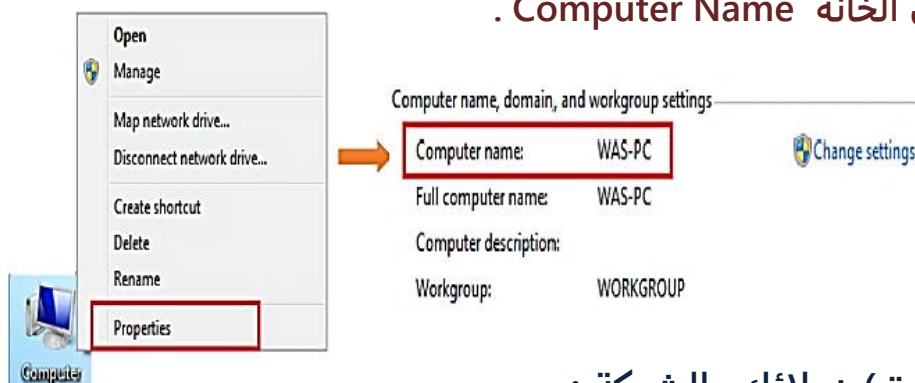 الخانة Computer Name .
Open
Manage
Map network drive...
Disconnect network drive...
Create shortcut
Delete
Rename
Properties
Computer
Computer name, domain, and workgroup settings
Computer name: WAS-PC
Change settings
Full computer name: WAS-PC
Computer description:
Workgroup: WORKGROUP